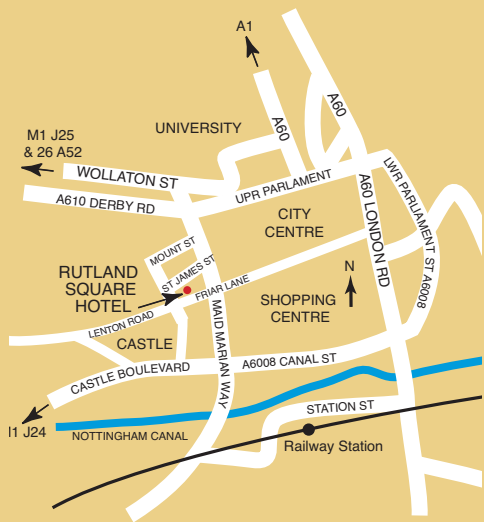 A1
A60
A60
UNIVERSITY
M1 J25
& 26 A52
WOLLATON ST
A610 DERBY RD
UPR PARLAMENT
LWR PARLIAMENT ST A6008
A60 LONDON RD
CITY
CENTRE
MOUNT ST
ST JAMES ST
FRIAR LANE
RUTLAND
SQUARE
HOTEL
N
LENTON ROAD
SHOPPING
CENTRE
CASTLE
MAID MARIAN WAY
CASTLE BOULEVARD
A6008 CANAL ST
I1 J24
STATION ST
NOTTINGHAM CANAL
Railway Station